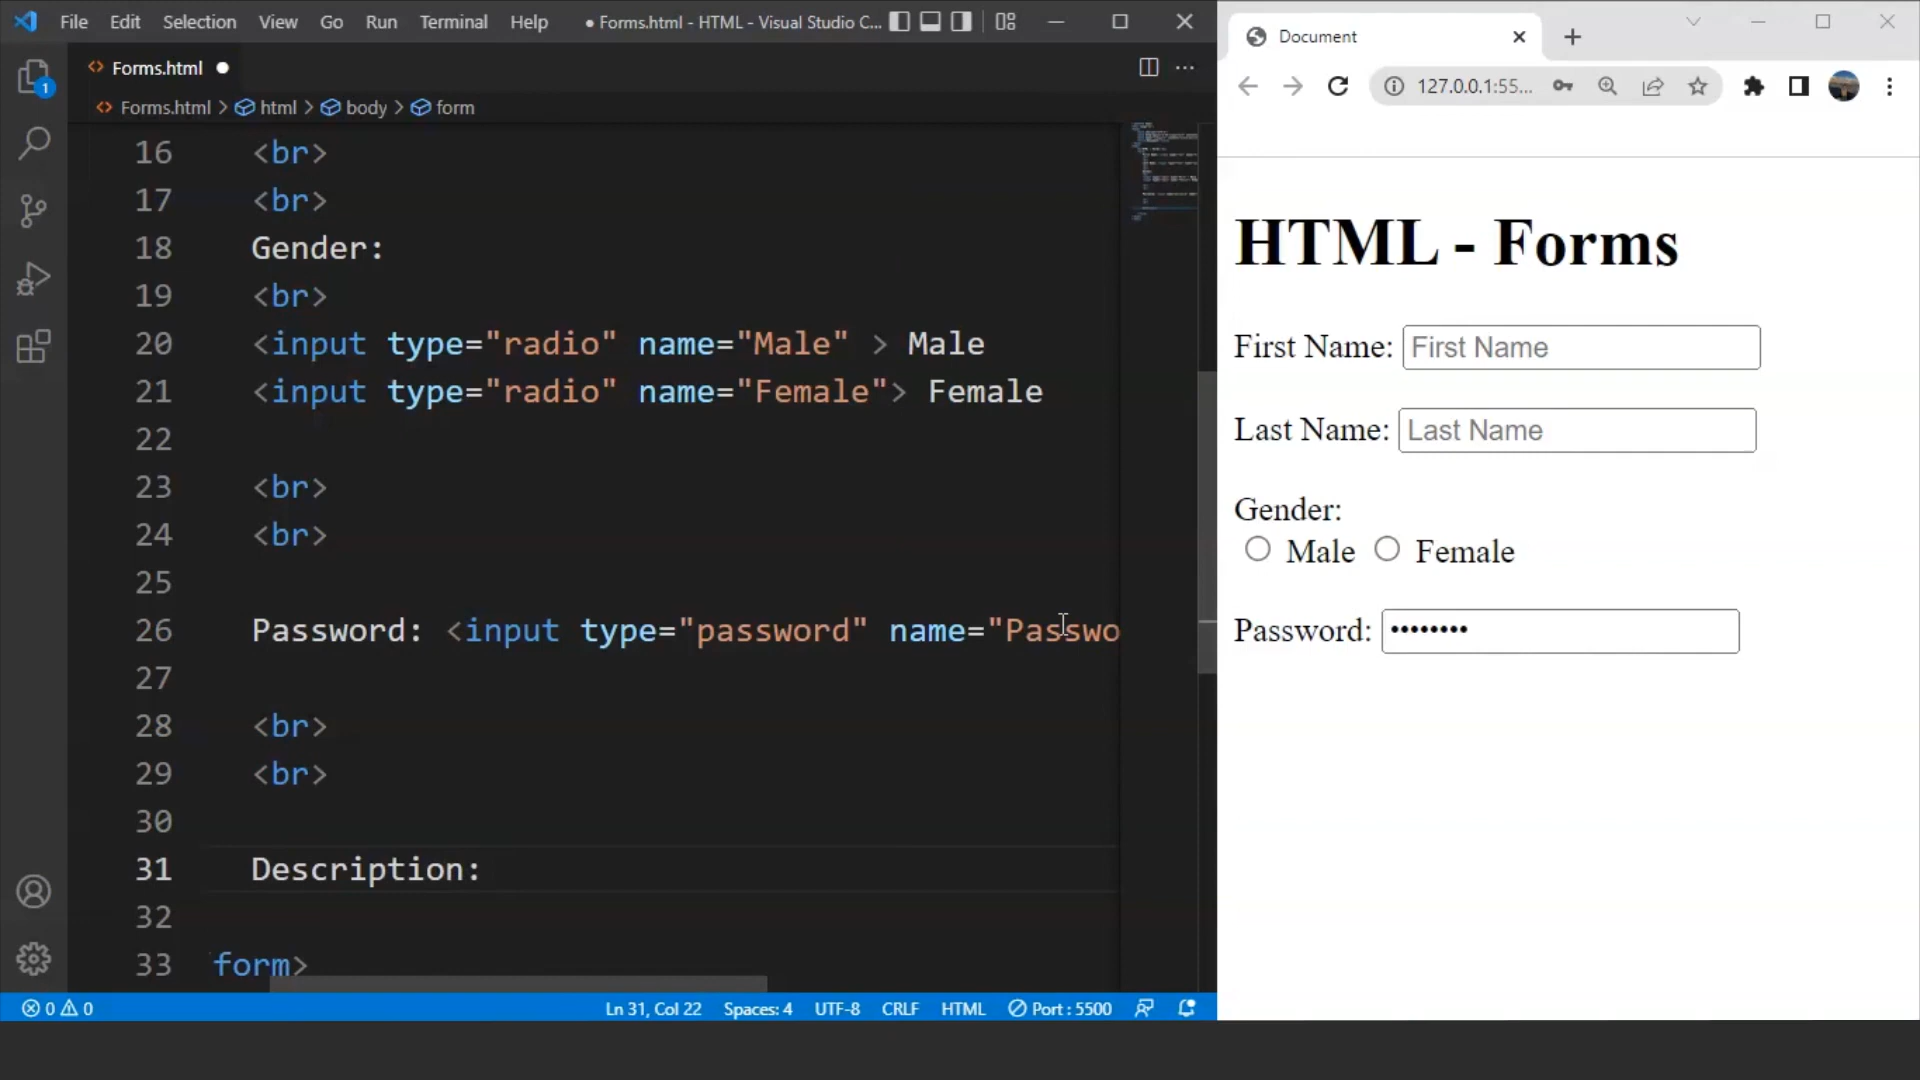 File Edit Selection View Go Run Terminal Help ● Forms.html - HTML - Visual Studio C...
Forms.html ●
Forms.html > html > body > form
16 <br>
17 <br>
18 Gender:
19 <br>
20 <input type="radio" name="Male" > Male
21 <input type="radio" name="Female"> Female
22
23 <br>
24 <br>
25
26 Password: <input type="password" name="Passwo
27
28 <br>
29 <br>
30
31 Description:
32
33 form>
1
0 0 Ln 31, Col 22 Spaces: 4 UTF-8 CRLF HTML Port : 5500
Document
127.0.0.1:55...
HTML - Forms
First Name: First Name
Last Name: Last Name
Gender:
Male Female
Password: ••••••••